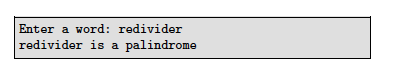 Enter a word: redivider
redivider is a palindrome